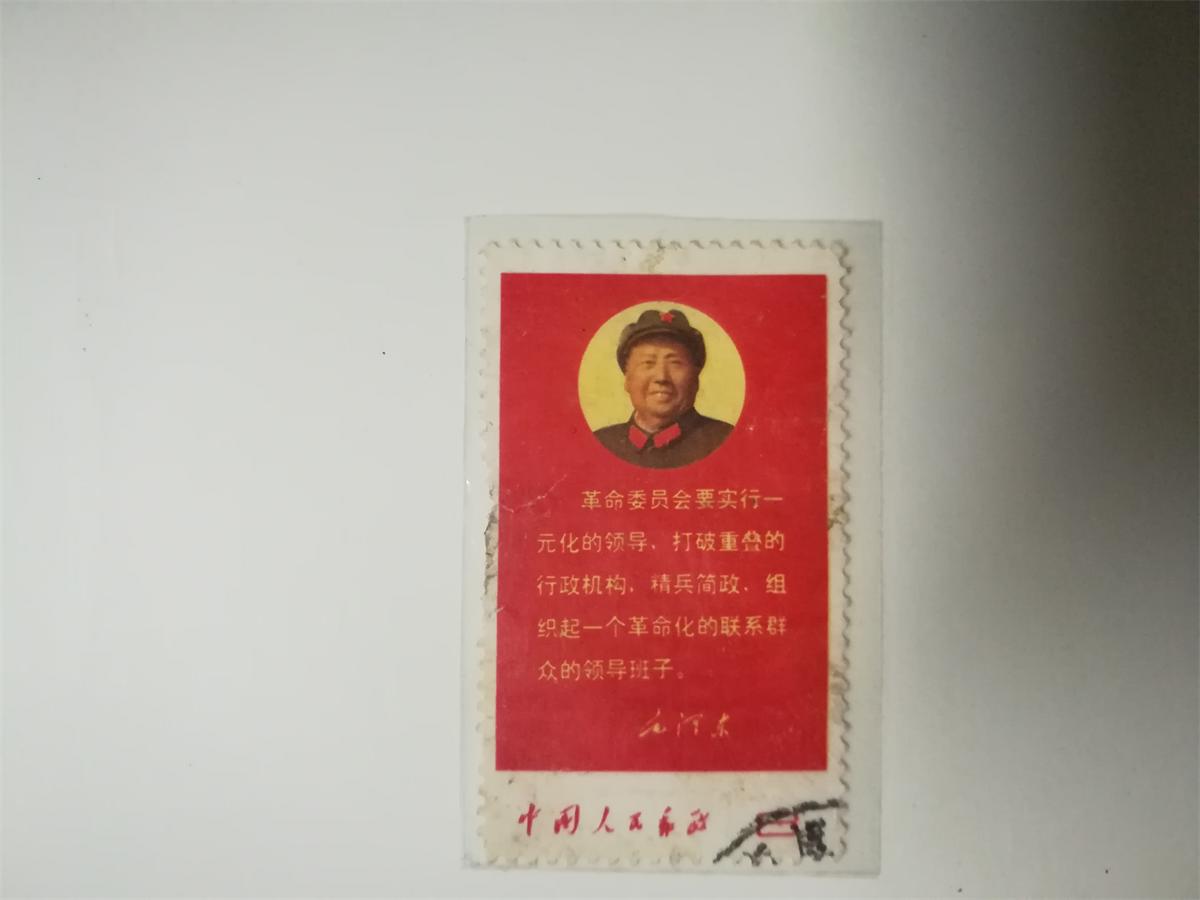 革命委员会要实行一
元化的领导、打破重叠的
行政机构，精兵简政、组
织起一个革命化的联系群
众的领导班子。
毛泽东
中国人民邮政